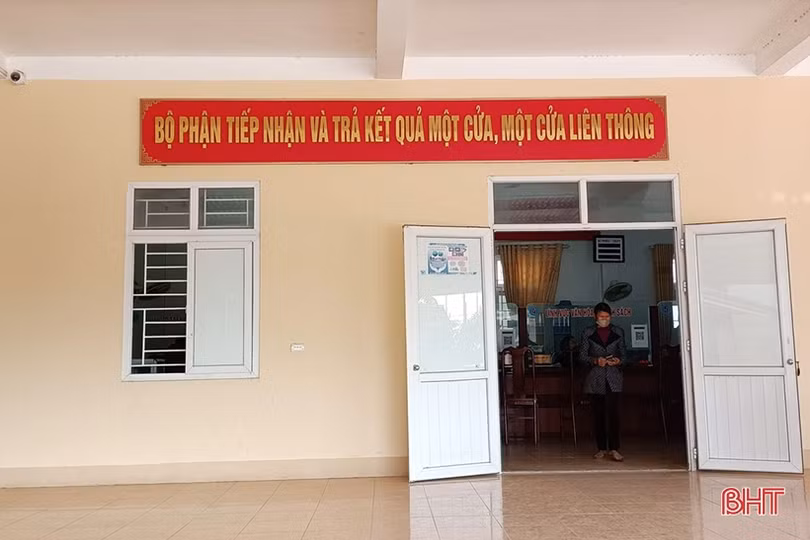 BỘ PHẬN TIẾP NHẬN VÀ TRẢ KẾT QUẢ MỘT CỬA, MỘT CỬA LIÊN THÔNG
BHT